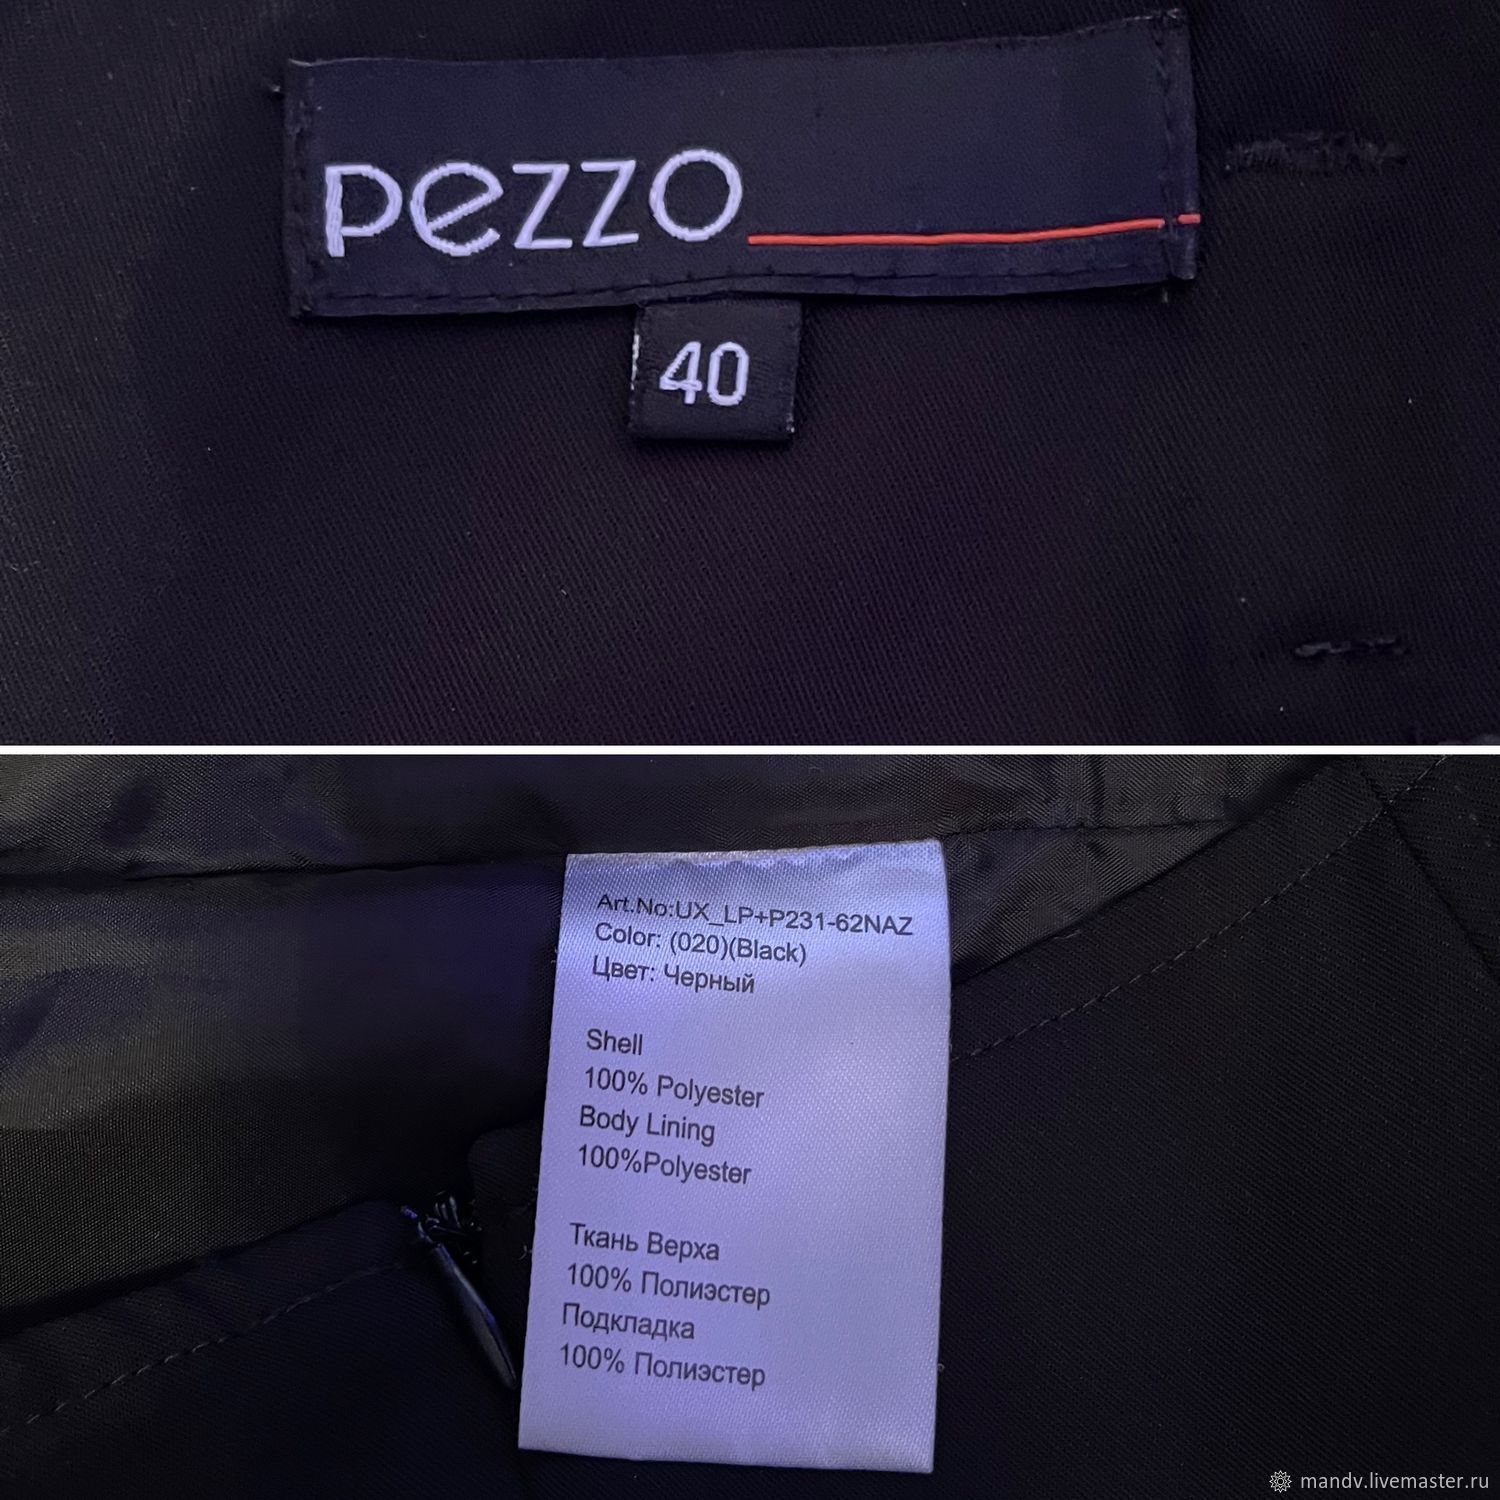 pezzo
40
Art.No:UX_LP+P231-62NAZ
Color: (020)(Black)
Цвет: Черный
Shell
100% Polyester
Body Lining
100%Polyester
Ткань Верха
100% Полиэстер
Подкладка
100% Полиэстер
mandv.livemaster.ru